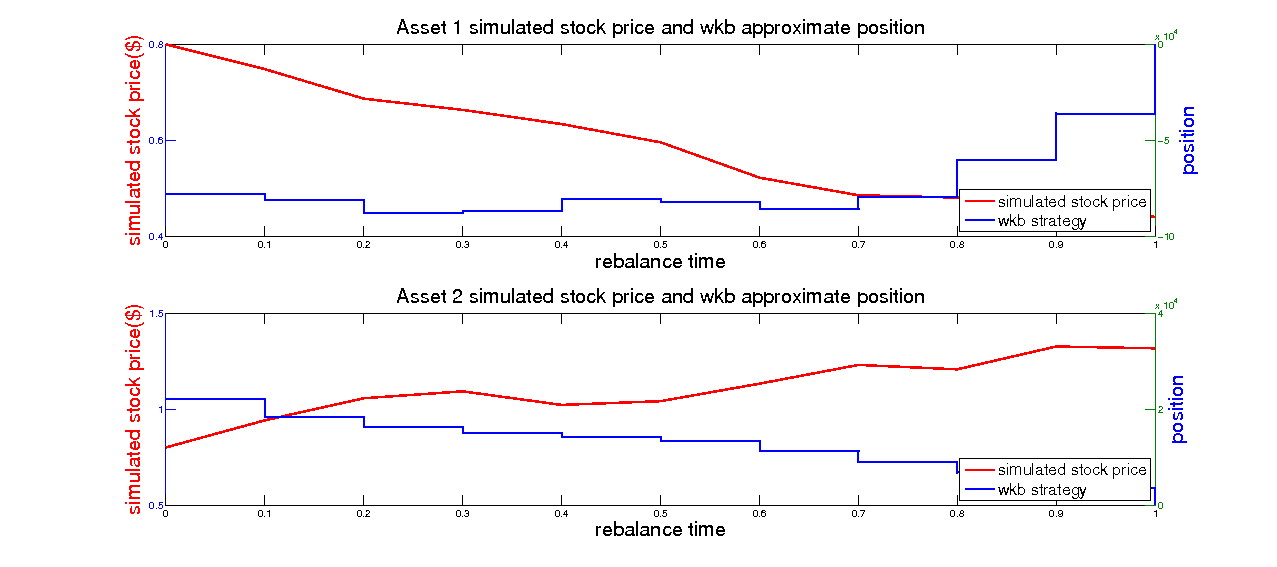 Asset 1 simulated stock price and wkb approximate position
x 10^4
simulated stock price($)
0.8
0.6
0.4
0
-5
-10
position
simulated stock price
wkb strategy
0 0.1 0.2 0.3 0.4 0.5 0.6 0.7 0.8 0.9 1
rebalance time
Asset 2 simulated stock price and wkb approximate position
x 10^4
simulated stock price($)
1.5
1
0.5
4
2
0
position
simulated stock price
wkb strategy
0 0.1 0.2 0.3 0.4 0.5 0.6 0.7 0.8 0.9 1
rebalance time